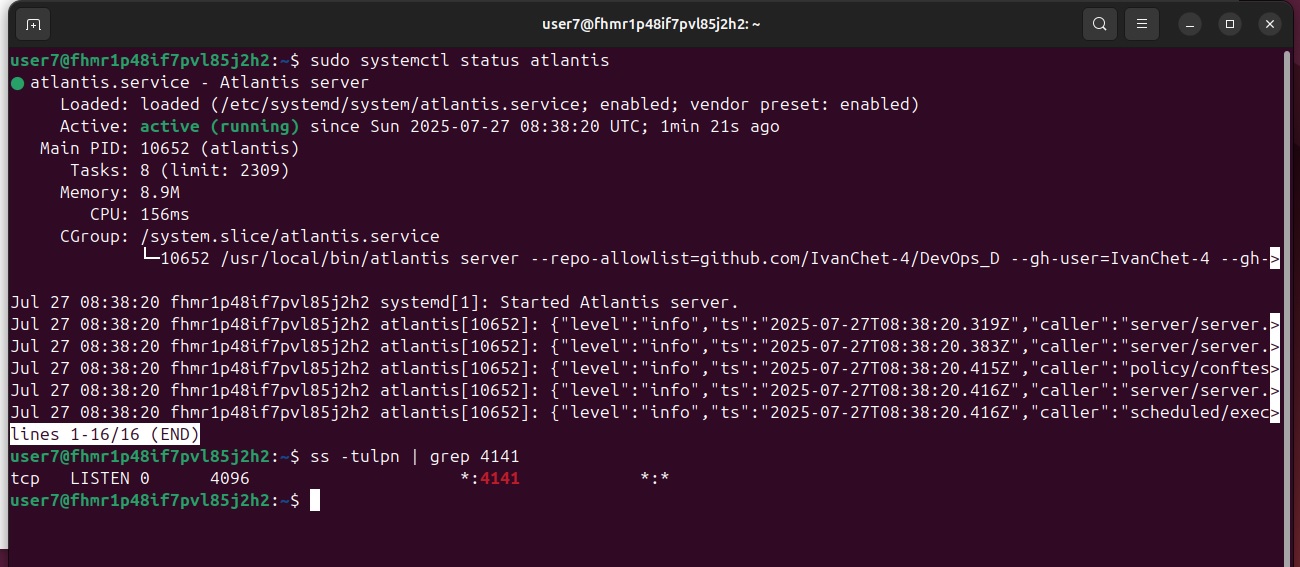 user7@fhmr1p48if7pvl85j2h2: ~
user7@fhmr1p48if7pvl85j2h2:~$ sudo systemctl status atlantis
● atlantis.service - Atlantis server
     Loaded: loaded (/etc/systemd/system/atlantis.service; enabled; vendor preset: enabled)
     Active: active (running) since Sun 2025-07-27 08:38:20 UTC; 1min 21s ago
   Main PID: 10652 (atlantis)
      Tasks: 8 (limit: 2309)
     Memory: 8.9M
        CPU: 156ms
     CGroup: /system.slice/atlantis.service
             └─10652 /usr/local/bin/atlantis server --repo-allowlist=github.com/IvanChet-4/DevOps_D --gh-user=IvanChet-4 --gh->
Jul 27 08:38:20 fhmr1p48if7pvl85j2h2 systemd[1]: Started Atlantis server.
Jul 27 08:38:20 fhmr1p48if7pvl85j2h2 atlantis[10652]: {"level":"info","ts":"2025-07-27T08:38:20.319Z","caller":"server/server.>
Jul 27 08:38:20 fhmr1p48if7pvl85j2h2 atlantis[10652]: {"level":"info","ts":"2025-07-27T08:38:20.383Z","caller":"server/server.>
Jul 27 08:38:20 fhmr1p48if7pvl85j2h2 atlantis[10652]: {"level":"info","ts":"2025-07-27T08:38:20.415Z","caller":"policy/conftes>
Jul 27 08:38:20 fhmr1p48if7pvl85j2h2 atlantis[10652]: {"level":"info","ts":"2025-07-27T08:38:20.416Z","caller":"server/server.>
Jul 27 08:38:20 fhmr1p48if7pvl85j2h2 atlantis[10652]: {"level":"info","ts":"2025-07-27T08:38:20.416Z","caller":"scheduled/exec>
lines 1-16/16 (END)
user7@fhmr1p48if7pvl85j2h2:~$ ss -tulpn | grep 4141
tcp   LISTEN 0      4096                     *:4141            *:*
user7@fhmr1p48if7pvl85j2h2:~$